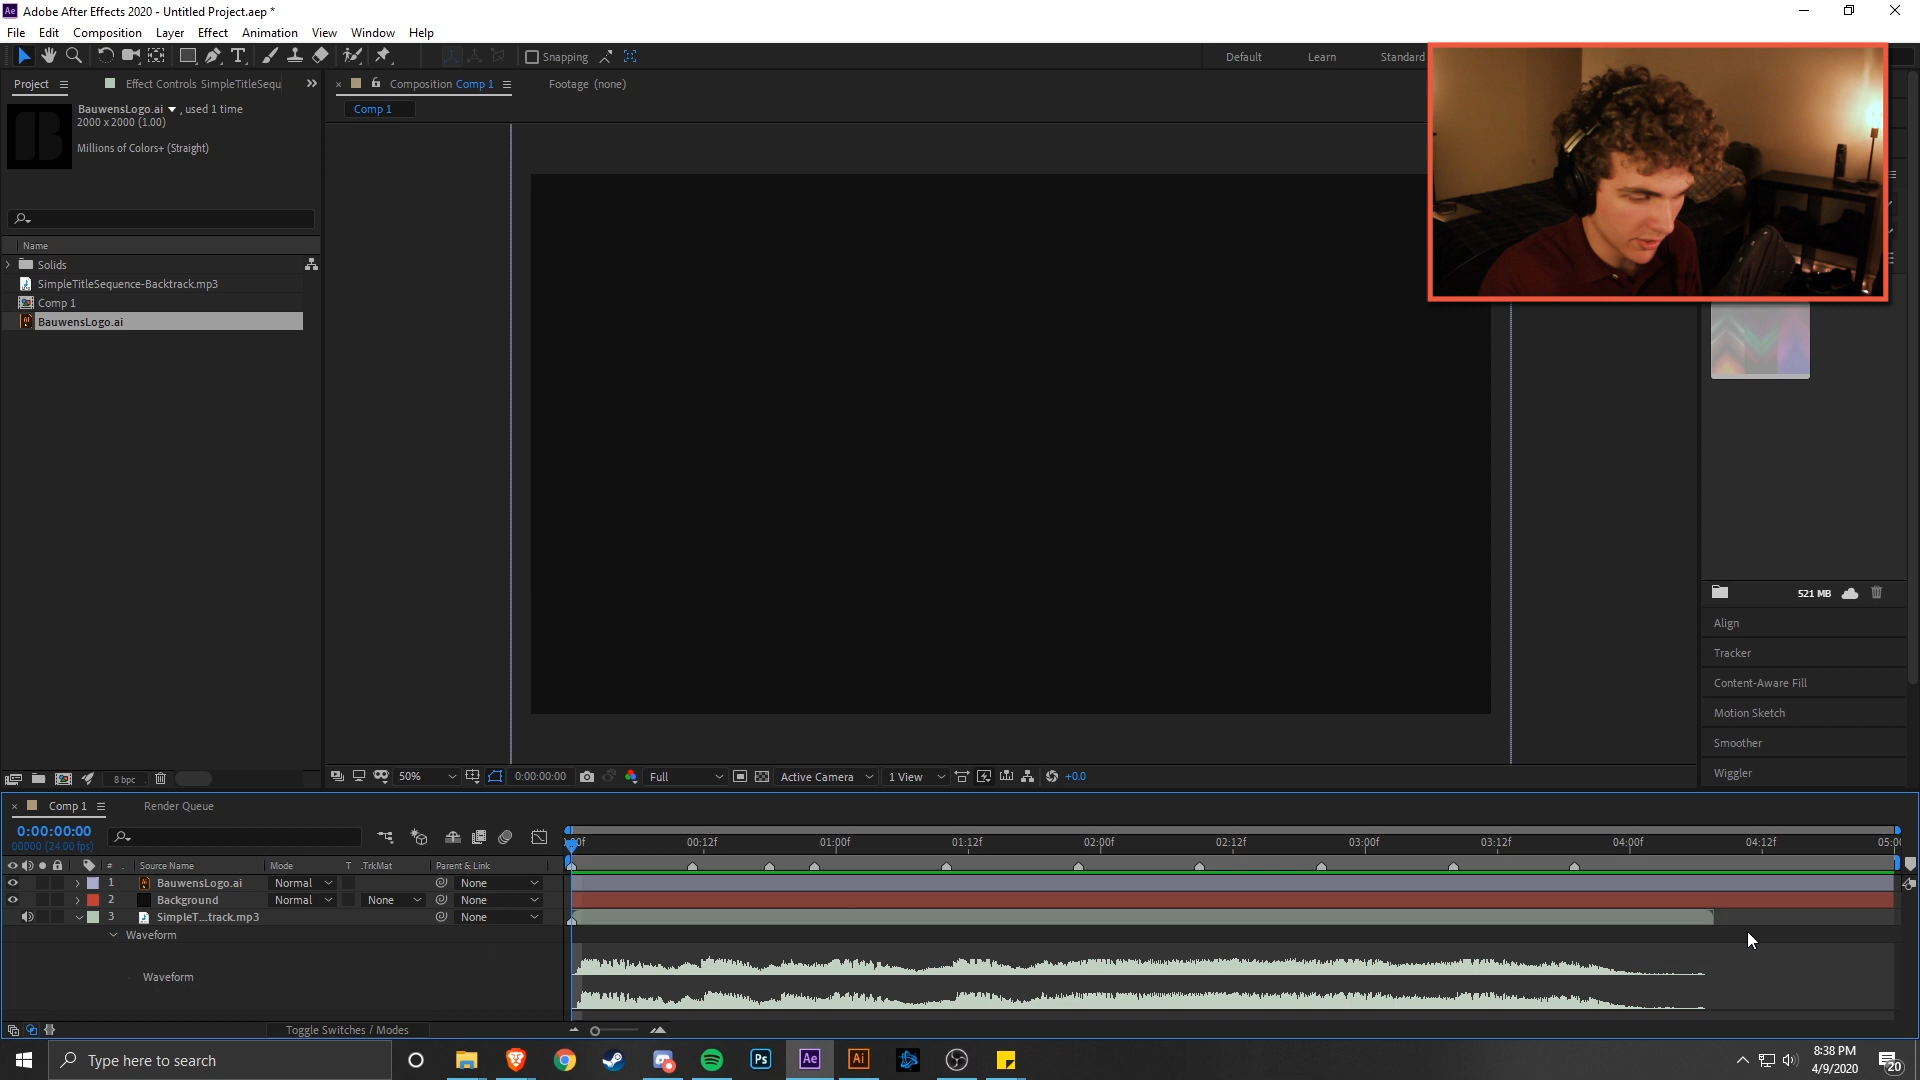 Adobe After Effects 2020 - Untitled Project.aep *
File Edit Composition Layer Effect Animation View Window Help
Snapping
Default Learn Standard
Project
Effect Controls SimpleTitleSequ
Composition Comp 1
Footage (none)
Comp 1
BauwensLogo.ai , used 1 time
2000 x 2000 (1.00)
Millions of Colors+ (Straight)
Name
Solids
SimpleTitleSequence-Backtrack.mp3
Comp 1
BauwensLogo.ai
521 MB
Align
Tracker
Content-Aware Fill
Motion Sketch
Smoother
Wiggler
8 bpc
50%
0:00:00:00
Full
Active Camera
1 View
+0.0
Comp 1
Render Queue
0:00:00:00
00000 (24.00 fps)
00:12f 01:00f 01:12f 02:00f 02:12f 03:00f 03:12f 04:00f 04:12f
# Source Name Mode T .TrkMat Parent & Link
1 BauwensLogo.ai Normal None
2 Background Normal None None
3 SimpleT...track.mp3 None
Waveform
Waveform
Toggle Switches / Modes
Type here to search
Ps
Ae
Ai
8:38 PM
4/9/2020
20